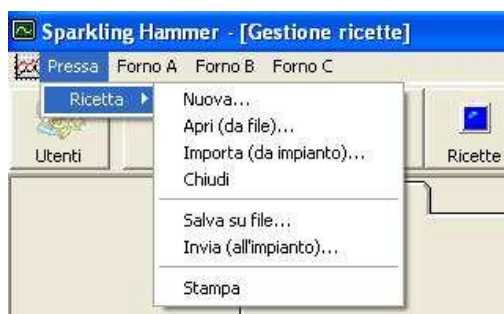 Sparkling Hammer - [Gestione ricette]
Pressa Forno A Forno B Forno C
Ricetta
Nuova...
Apri (da file)...
Importa (da impianto)...
Chiudi
Salva su file...
Invia (all'impianto)...
Stampa
Utenti
Ricette